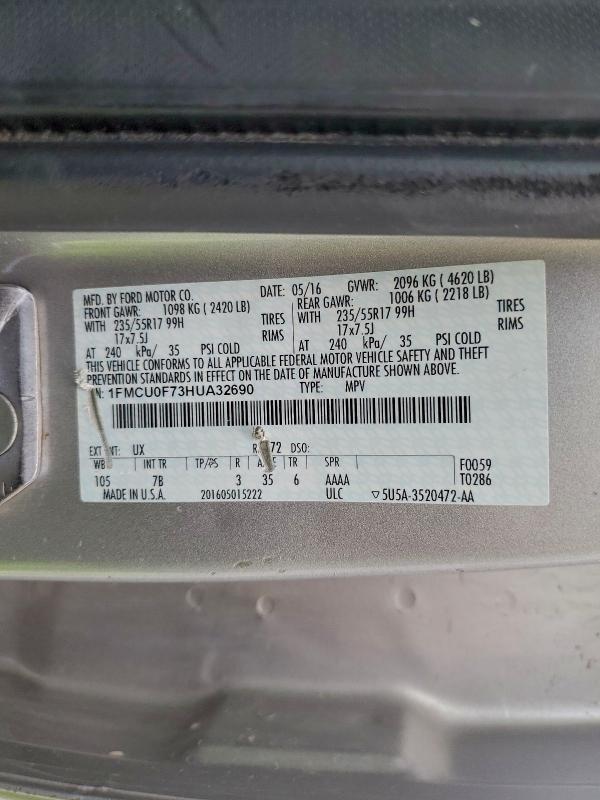 MFD. BY FORD MOTOR CO. DATE: 05/16 GVWR: 2096 KG ( 4620 LB)
FRONT GAWR: 1098 KG ( 2420 LB) REAR GAWR: 1006 KG ( 2218 LB)
WITH 235/55R17 99H TIRES WITH 235/55R17 99H TIRES
17x7.5J RIMS 17x7.5J RIMS
AT 240 kPa/ 35 PSI COLD AT 240 kPa/ 35 PSI COLD
THIS VEHICLE CONFORMS TO ALL APPLICABLE FEDERAL MOTOR VEHICLE SAFETY AND THEFT
PREVENTION STANDARDS IN EFFECT ON THE DATE OF MANUFACTURE SHOWN ABOVE.
N: 1FMCU0F73HUA32690 TYPE: MPV
EXT NT: UX 72 DSO:
WB INT TR TP/PS R TR SPR F0059
105 7B 3 35 6 AAAA T0286
MADE IN U.S.A. 201605015222 ULC ▽5U5A-3520472-AA